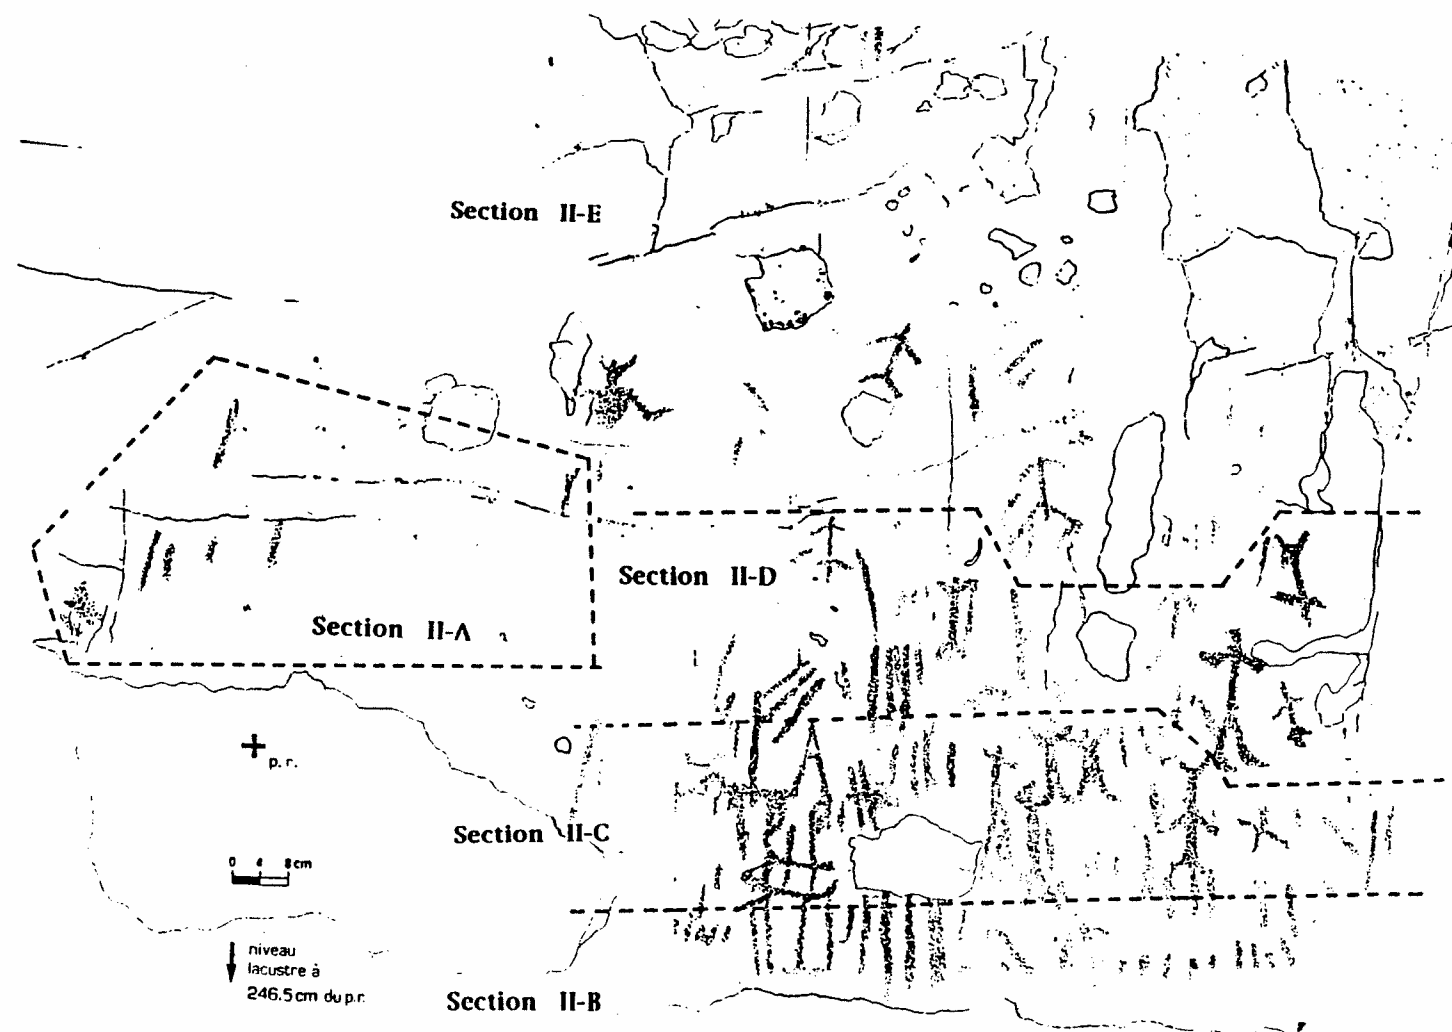 Section II-E
Section II-D
Section II-A
p.r.
Section II-C
0 4 8cm
niveau
lacustre à
246.5cm du p.r.
Section II-B